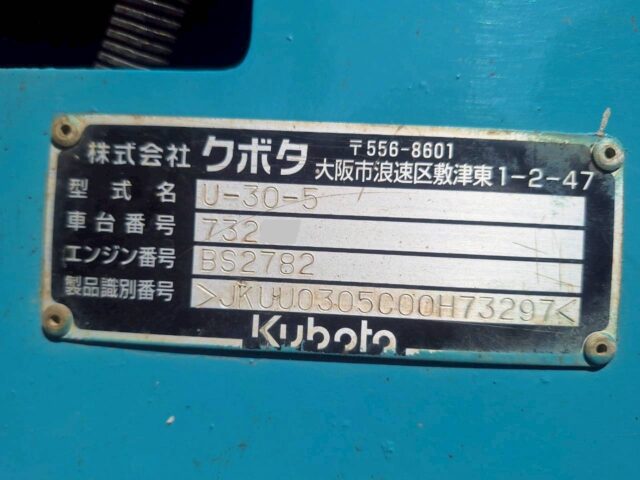 株式会社 クボタ 〒556-8601
大阪市浪速区敷津東1-2-47
型式名 U-30-5
車台番号 732
エンジン番号 BS2782
製品識別番号 >JKUU0305C00H73297<
Kubota